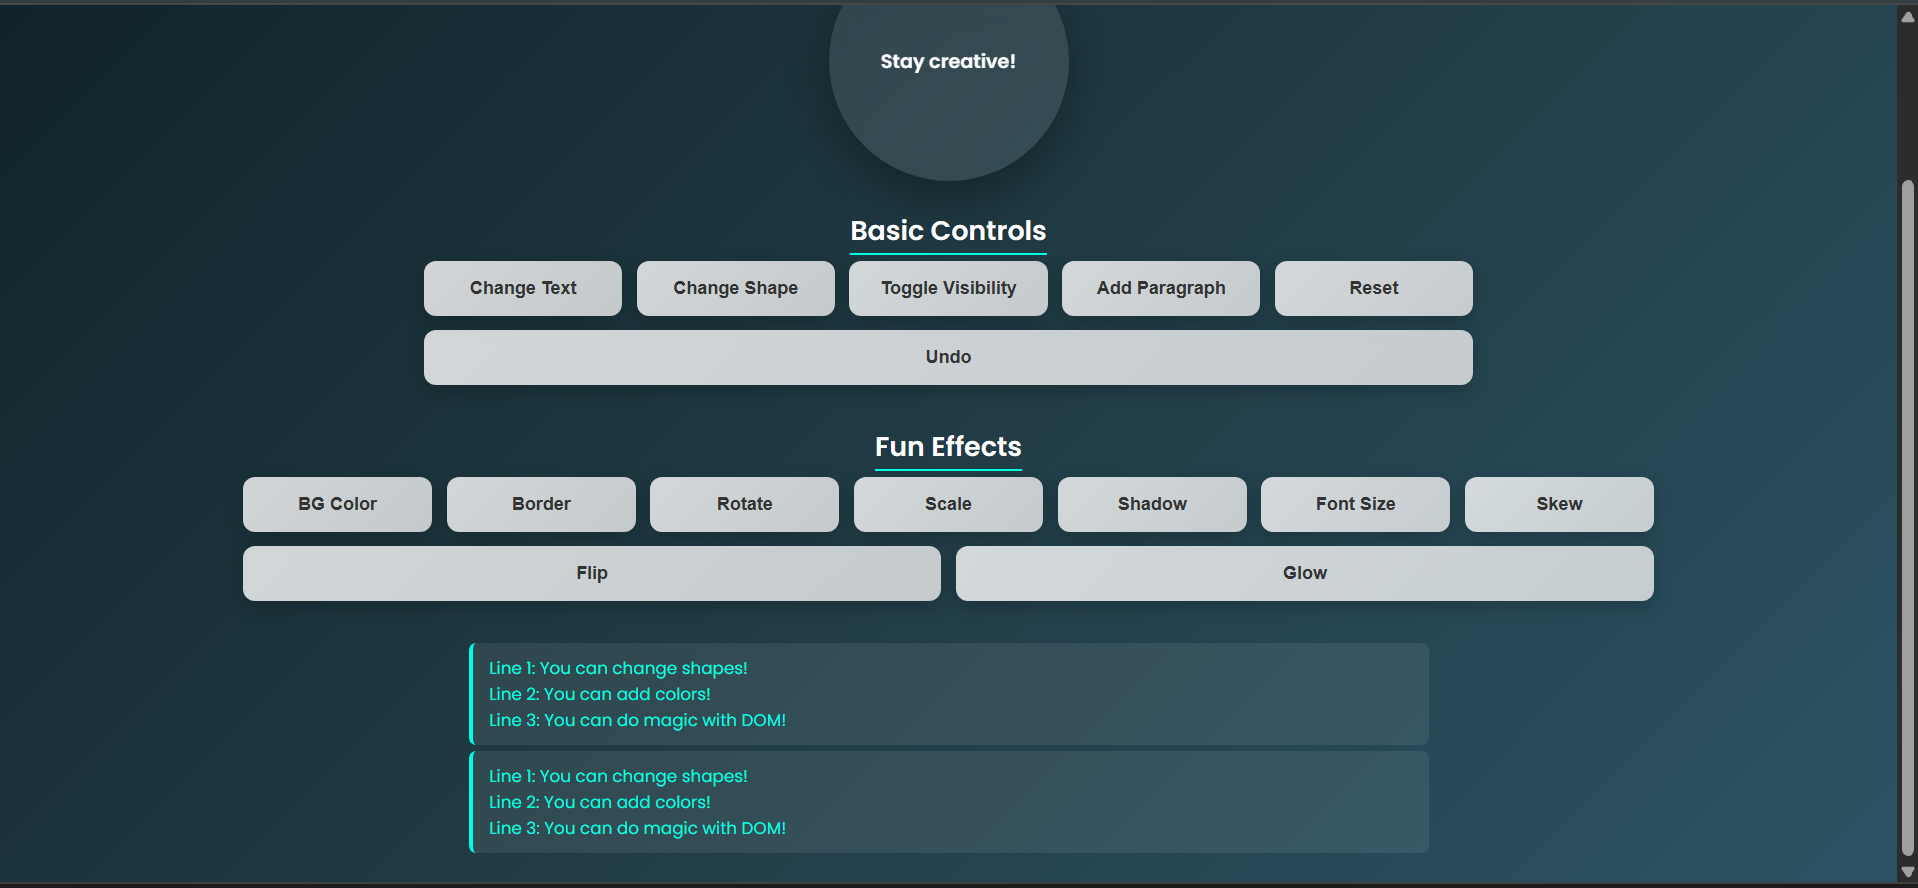 Stay creative!
Basic Controls
Change Text
Change Shape
Toggle Visibility
Add Paragraph
Reset
Undo
Fun Effects
BG Color
Border
Rotate
Scale
Shadow
Font Size
Skew
Flip
Glow
Line 1: You can change shapes!
Line 2: You can add colors!
Line 3: You can do magic with DOM!
Line 1: You can change shapes!
Line 2: You can add colors!
Line 3: You can do magic with DOM!